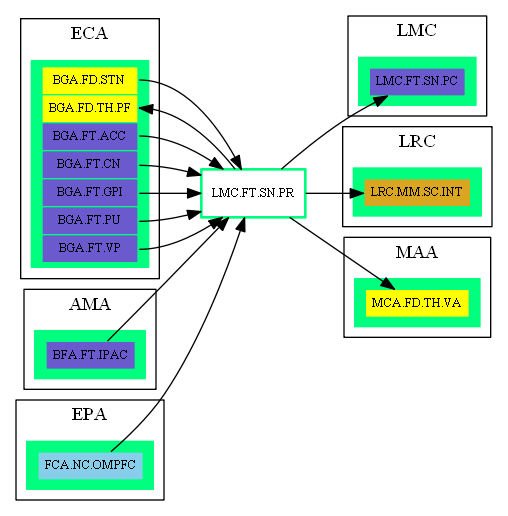 ECA
BGA.FD.STN
BGA.FD.TH.PF
BGA.FT.ACC
BGA.FT.CN
BGA.FT.GPI
BGA.FT.PU
BGA.FT.VP
AMA
BFA.FT.IPAC
EPA
FCA.NC.OMPFC
LMC.FT.SN.PR
LMC
LMC.FT.SN.PC
LRC
LRC.MM.SC.INT
MAA
MCA.FD.TH.VA